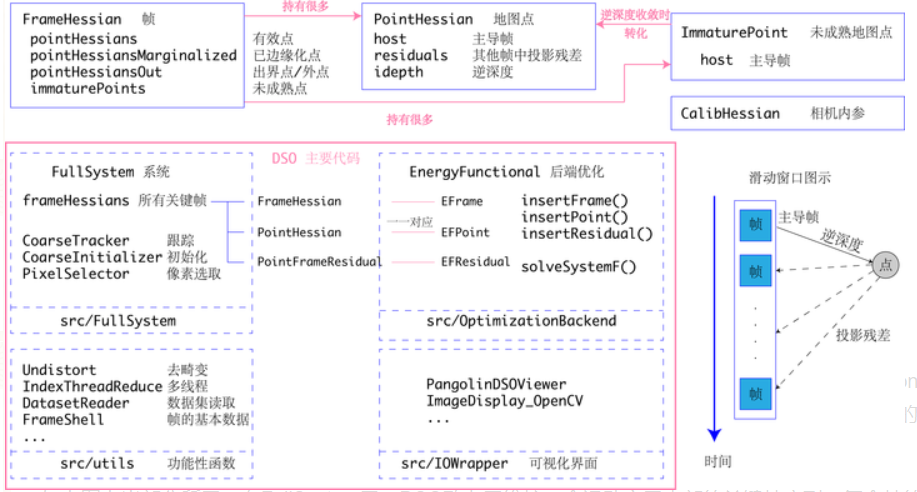 FrameHessian 帧
pointHessians 有效点
pointHessiansMarginalized 已边缘化点
pointHessiansOut 出界点/外点
immaturePoints 未成熟点
持有很多
PointHessian 地图点
host 主导帧
residuals 其他帧中投影残差
idepth 逆深度
逆深度收敛时
转化
ImmaturePoint 未成熟地图点
host 主导帧
持有很多
CalibHessian 相机内参
DSO 主要代码
FullSystem 系统
frameHessians 所有关键帧
CoarseTracker 跟踪
CoarseInitializer 初始化
PixelSelector 像素选取
src/FullSystem
FrameHessian
PointHessian
PointFrameResidual
一一对应
EnergyFunctional 后端优化
EFrame insertFrame()
insertPoint()
EFPoint insertResidual()
EFResidual solveSystemF()
src/OptimizationBackend
Undistort 去畸变
IndexThreadReduce 多线程
DatasetReader 数据集读取
FrameShell 帧的基本数据
...
src/utils 功能性函数
PangolinDSOViewer
ImageDisplay_OpenCV
...
src/IOWrapper 可视化界面
滑动窗口图示
帧
主导帧
逆深度
帧
点
投影残差
帧
时间
的